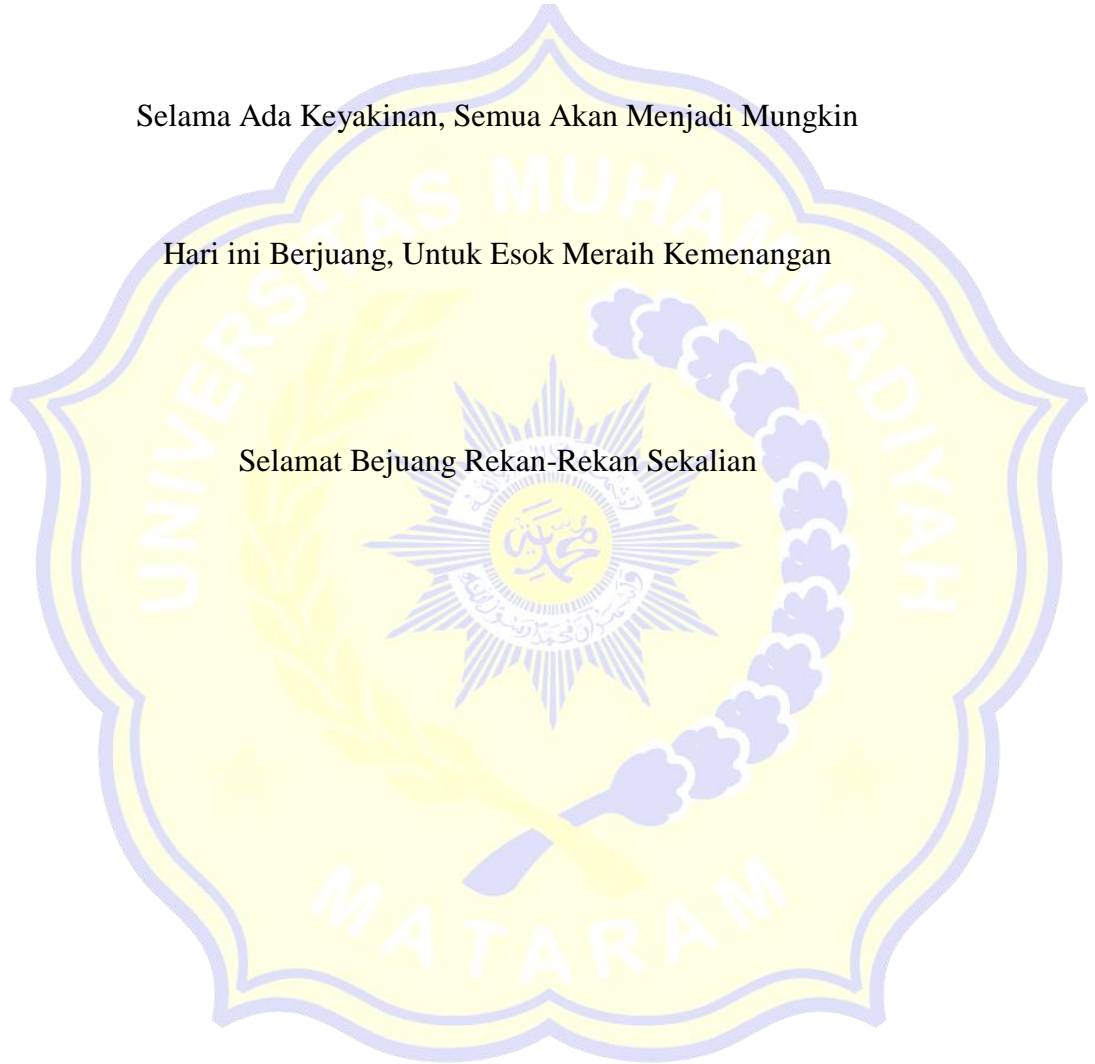 Selama Ada Keyakinan, Semua Akan Menjadi Mungkin
Hari ini Berjuang, Untuk Esok Meraih Kemenangan
Selamat Bejuang Rekan-Rekan Sekalian
UNIVERSITAS MUHAMMADIYAH
MATARAM